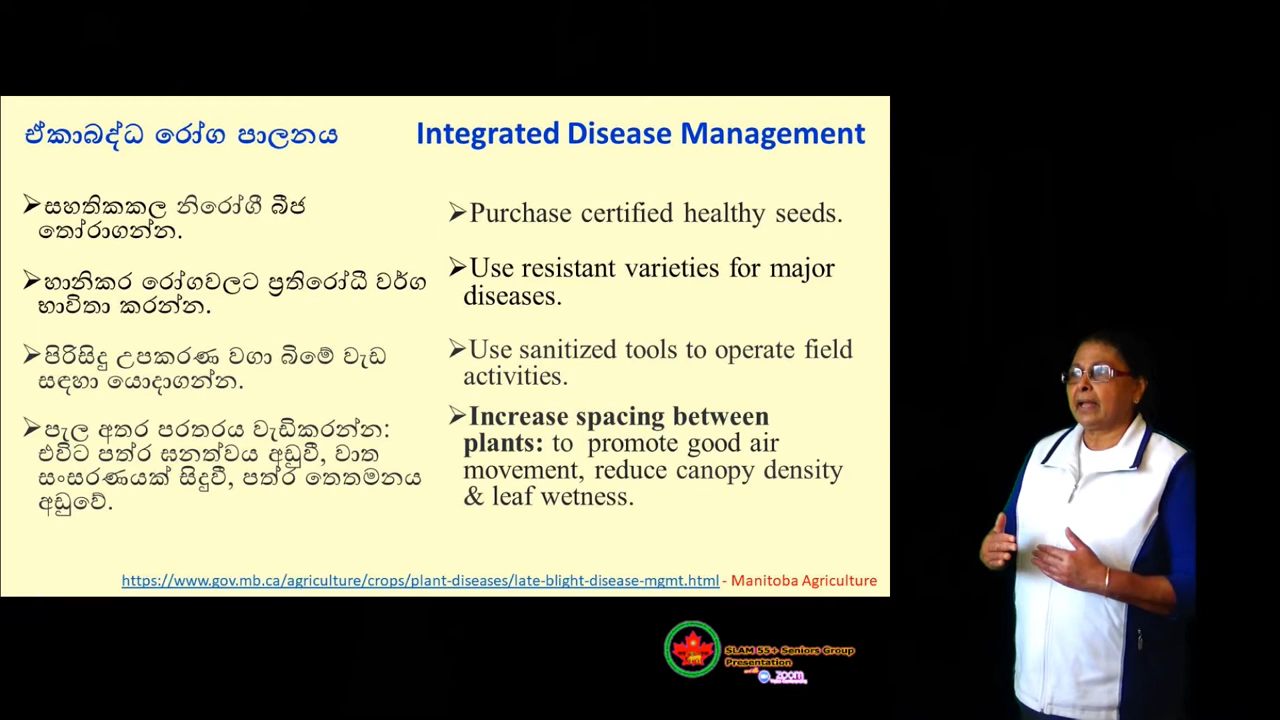 ඒකාබද්ධ රෝග පාලනය
සහතිකකල නිරෝගී බීජ
තෝරාගන්න.
හානිකර රෝගවලට ප්‍රතිරෝධී වර්ග
භාවිතා කරන්න.
පිරිසිදු උපකරණ වගා බිමේ වැඩ
සඳහා යොදාගන්න.
පැල අතර පරතරය වැඩිකරන්න:
එවිට පත්‍ර ඝනත්වය අඩුවී, වාත
සංසරණයක් සිදුවී, පත්‍ර තෙතමනය
අඩුවේ.
Integrated Disease Management
Purchase certified healthy seeds.
Use resistant varieties for major
diseases.
Use sanitized tools to operate field
activities.
Increase spacing between
plants: to promote good air
movement, reduce canopy density
& leaf wetness.
https://www.gov.mb.ca/agriculture/crops/plant-diseases/late-blight-disease-mgmt.html - Manitoba Agriculture
SLAM 55+ Seniors Group
Presentation
zoom